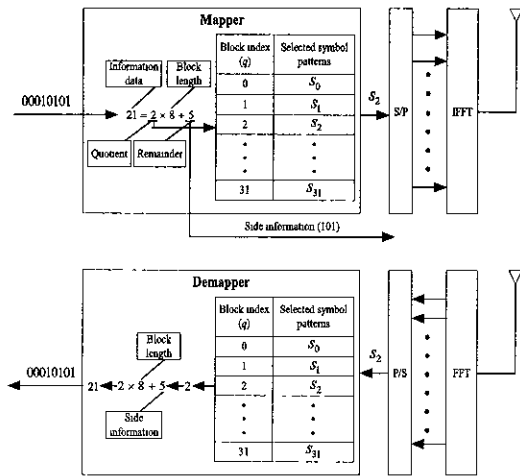 Mapper
Information data
Block length
00010101
21 = 2 × 8 + 5
Quotient
Remainder
Block index (q)
Selected symbol patterns
0 S0
1 S1
2 S2
31 S31
S2
S/P
IFFT
Side information (101)
Demapper
Block index (q)
Selected symbol patterns
0 S0
1 S1
2 S2
31 S31
Block length
00010101
21 2 × 8 + 5 2
Side information
S2
P/S
FFT